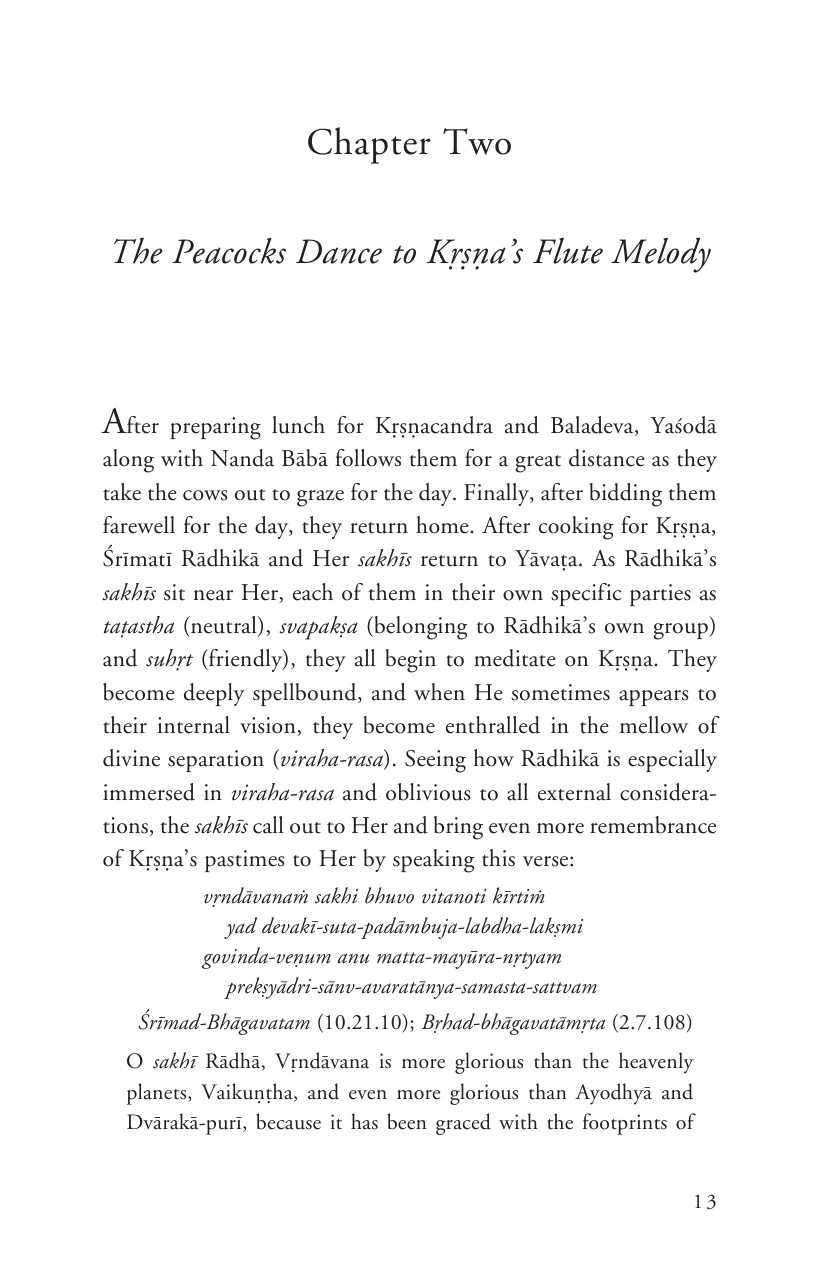 Chapter Two
The Peacocks Dance to Kṛṣṇa’s Flute Melody
After preparing lunch for Kṛṣṇacandra and Baladeva, Yaśodā
along with Nanda Bābā follows them for a great distance as they
take the cows out to graze for the day. Finally, after bidding them
farewell for the day, they return home. After cooking for Kṛṣṇa,
Śrīmatī Rādhikā and Her sakhīs return to Yāvaṭa. As Rādhikā’s
sakhīs sit near Her, each of them in their own specific parties as
taṭastha (neutral), svapakṣa (belonging to Rādhikā’s own group)
and suhṛt (friendly), they all begin to meditate on Kṛṣṇa. They
become deeply spellbound, and when He sometimes appears to
their internal vision, they become enthralled in the mellow of
divine separation (viraha-rasa). Seeing how Rādhikā is especially
immersed in viraha-rasa and oblivious to all external considera-
tions, the sakhīs call out to Her and bring even more remembrance
of Kṛṣṇa’s pastimes to Her by speaking this verse:
vṛndāvanaṁ sakhi bhuvo vitanoti kīrtiṁ
yad devakī-suta-padāmbuja-labdha-lakṣmi
govinda-veṇum anu matta-mayūra-nṛtyam
prekṣyādri-sānv-avaratānya-samasta-sattvam
Śrīmad-Bhāgavatam (10.21.10); Bṛhad-bhāgavatāmṛta (2.7.108)
O sakhī Rādhā, Vṛndāvana is more glorious than the heavenly
planets, Vaikuṇṭha, and even more glorious than Ayodhyā and
Dvārakā-purī, because it has been graced with the footprints of
13